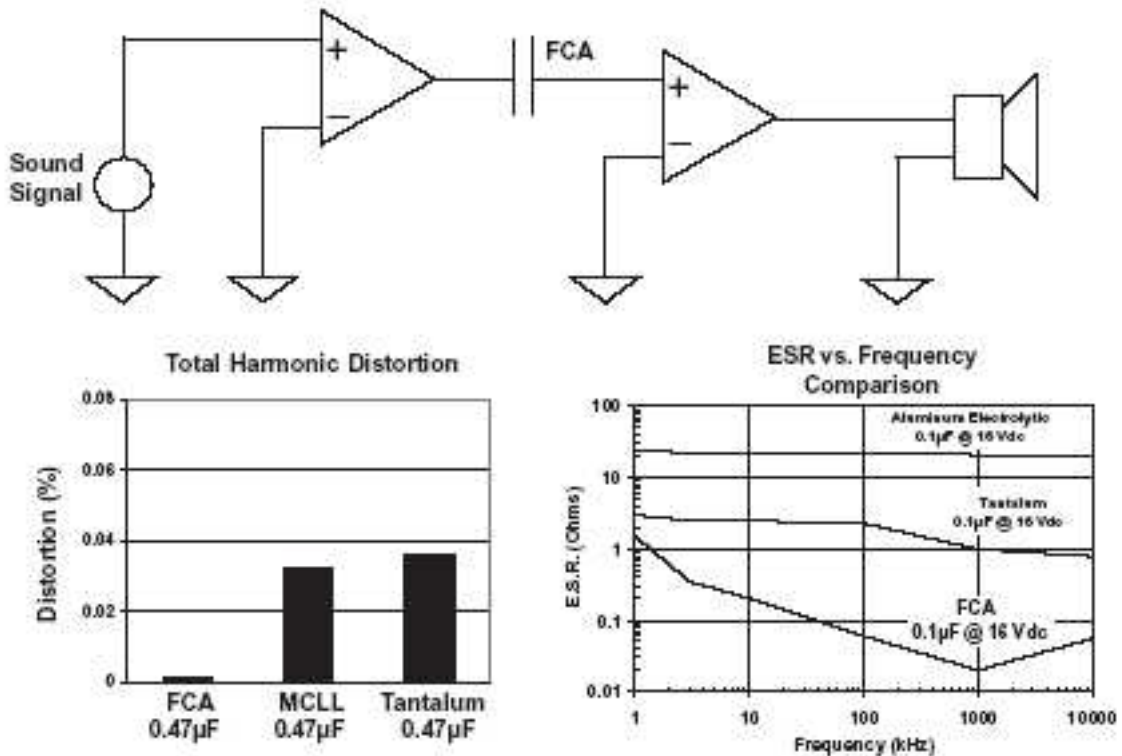 FCA
+
−
+
−
Sound
Signal
Total Harmonic Distortion
Distortion (%)
0.08
0.06
0.04
0.02
0
FCA
0.47µF
MCLL
0.47µF
Tantalum
0.47µF
ESR vs. Frequency
Comparison
E.S.R. (Ohms)
100
10
1
0.1
0.01
Aluminum Electrolytic
0.1µF @ 16 Vdc
Tantalum
0.1µF @ 16 Vdc
FCA
0.1µF @ 16 Vdc
1
10
100
1000
10000
Frequency (kHz)